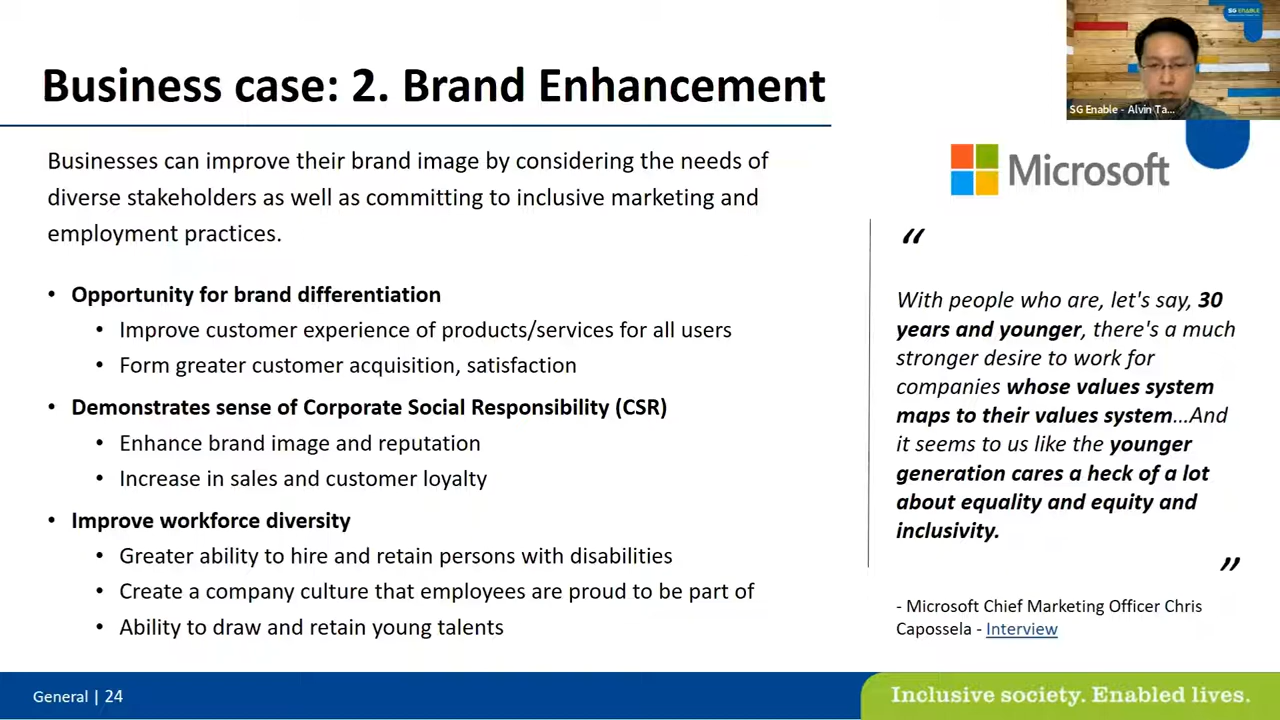 Business case: 2. Brand Enhancement
Businesses can improve their brand image by considering the needs of
diverse stakeholders as well as committing to inclusive marketing and
employment practices.
• Opportunity for brand differentiation
• Improve customer experience of products/services for all users
• Form greater customer acquisition, satisfaction
• Demonstrates sense of Corporate Social Responsibility (CSR)
• Enhance brand image and reputation
• Increase in sales and customer loyalty
• Improve workforce diversity
• Greater ability to hire and retain persons with disabilities
• Create a company culture that employees are proud to be part of
• Ability to draw and retain young talents
SG ENABLE
SG Enable - Alvin Ta...
Microsoft
“
With people who are, let's say, 30
years and younger, there's a much
stronger desire to work for
companies whose values system
maps to their values system…And
it seems to us like the younger
generation cares a heck of a lot
about equality and equity and
inclusivity.
”
- Microsoft Chief Marketing Officer Chris
Capossela - Interview
General | 24
Inclusive society. Enabled lives.